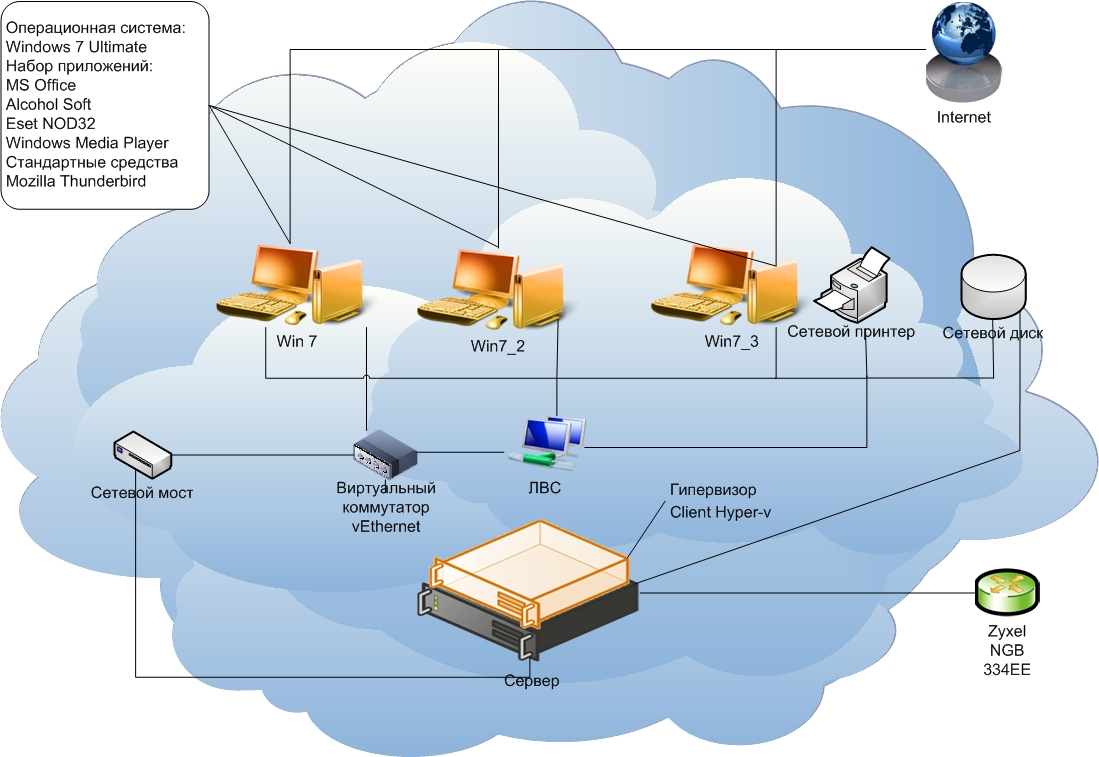 Операционная система:
Windows 7 Ultimate
Набор приложений:
MS Office
Alcohol Soft
Eset NOD32
Windows Media Player
Стандартные средства
Mozilla Thunderbird
Internet
Win 7
Win7_2
Win7_3
Сетевой принтер
Сетевой диск
Сетевой мост
Виртуальный
коммутатор
vEthernet
ЛВС
Гипервизор
Client Hyper-v
Сервер
Zyxel
NGB
334EE